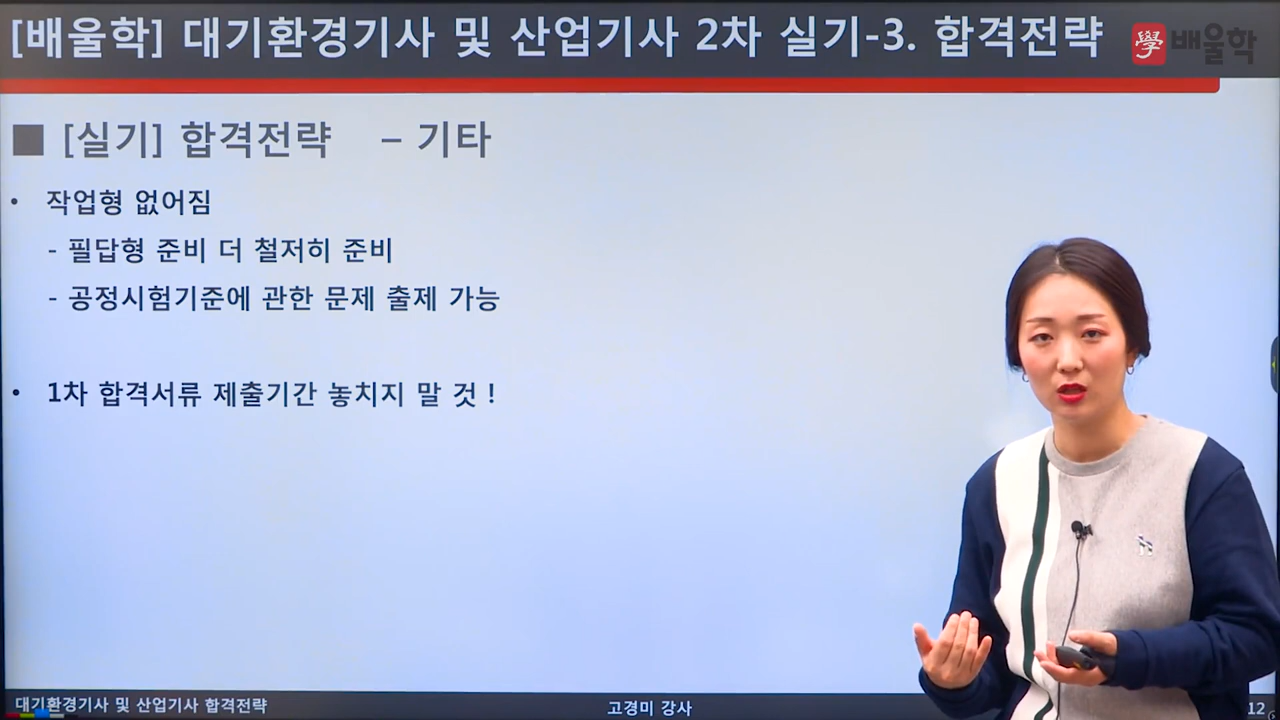 [배울학] 대기환경기사 및 산업기사 2차 실기-3. 합격전략
學 배울학
■ [실기] 합격전략 – 기타
• 작업형 없어짐
- 필답형 준비 더 철저히 준비
- 공정시험기준에 관한 문제 출제 가능
• 1차 합격서류 제출기간 놓치지 말 것 !
대기환경기사 및 산업기사 합격전략
고경미 강사
12